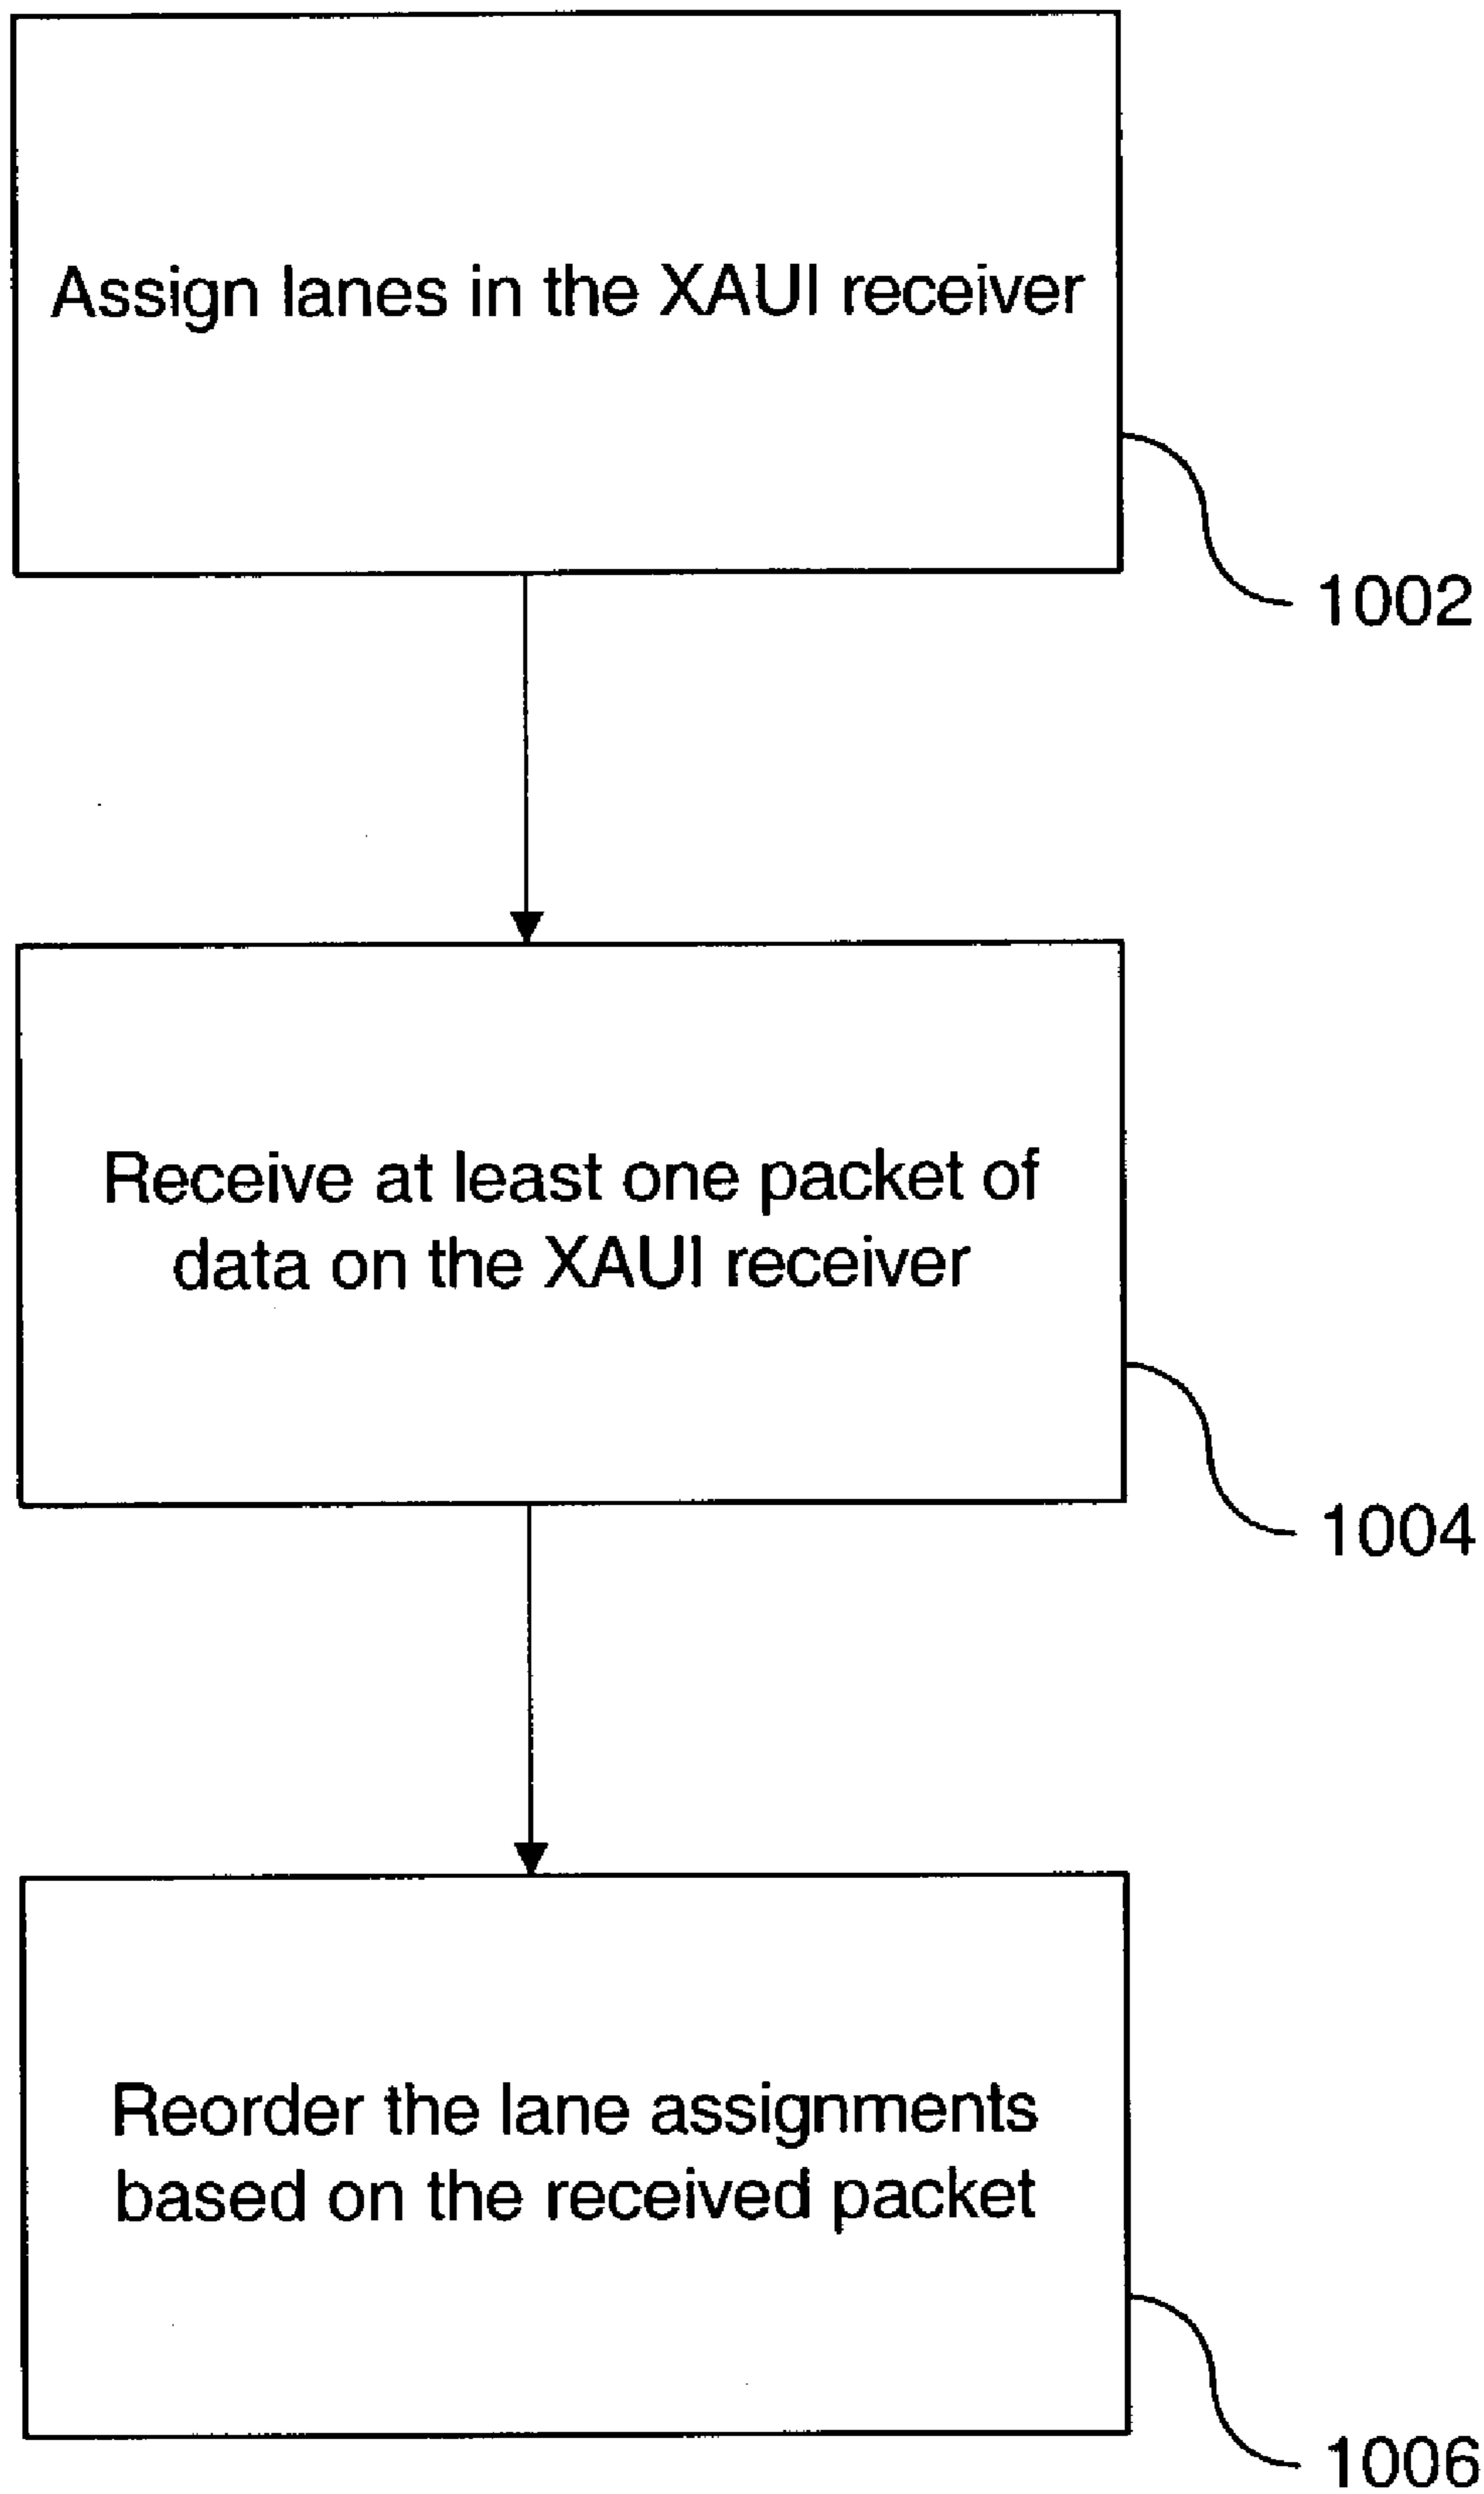 Assign lanes in the XAUI receiver
1002
Receive at least one packet of
data on the XAUI receiver
1004
Reorder the lane assignments
based on the received packet
1006